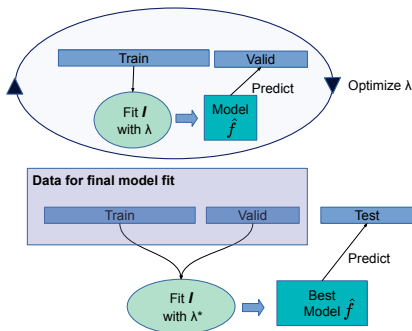 Train
Valid
Predict
Optimize λ
Fit I
with λ
Model
f̂
Data for final model fit
Train
Valid
Test
Predict
Fit I
with λ*
Best
Model f̂